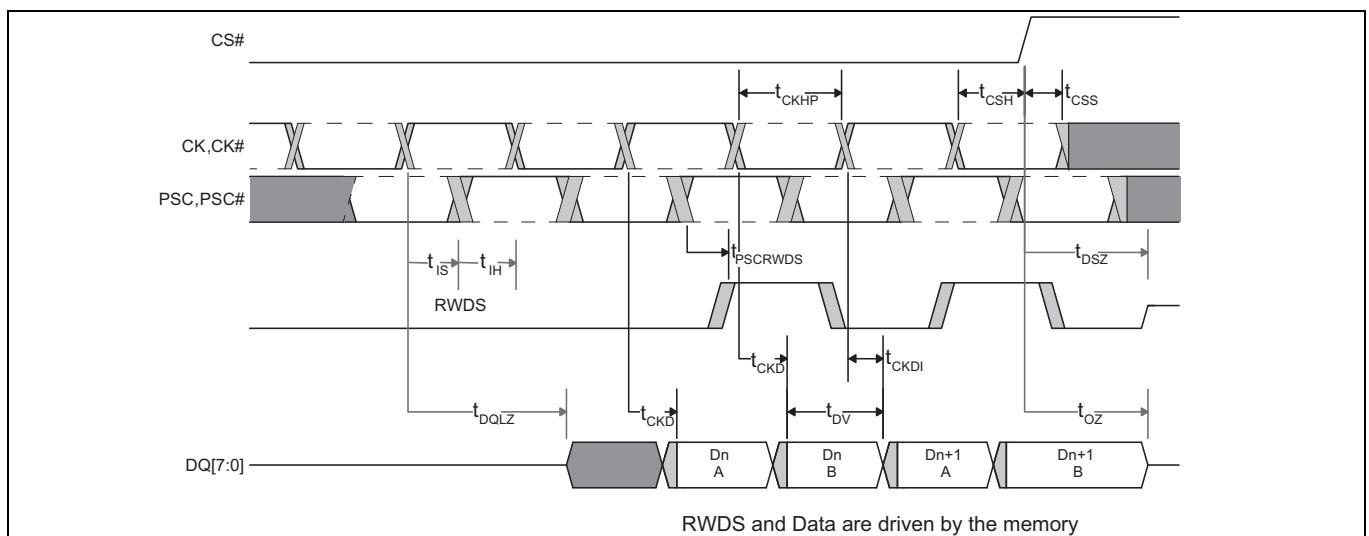 CS#
tCKHP
tCSH
tCSS
CK,CK#
PSC,PSC#
tIS
tIH
tPSCRWDS
tDSZ
RWDS
tCKD
tCKDI
tDQLZ
tCKD
tDV
tOZ
DQ[7:0]
Dn
A
Dn
B
Dn+1
A
Dn+1
B
RWDS and Data are driven by the memory